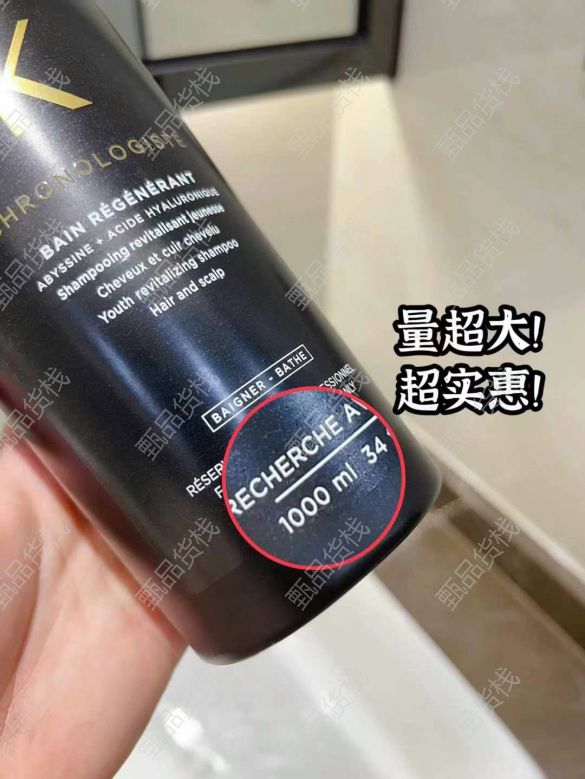 K
CHRONOLOGISTE
BAIN RÉGÉNÉRANT
ABYSSINE + ACIDE HYALURONIQUE
Shampooing revitalisant jeunesse
Cheveux et cuir chevelu
Youth revitalizing shampoo
Hair and scalp
量超大!
超实惠!
BAIGNER - BATHE
RECHERCHE A
1000 ml 34
甄品货栈